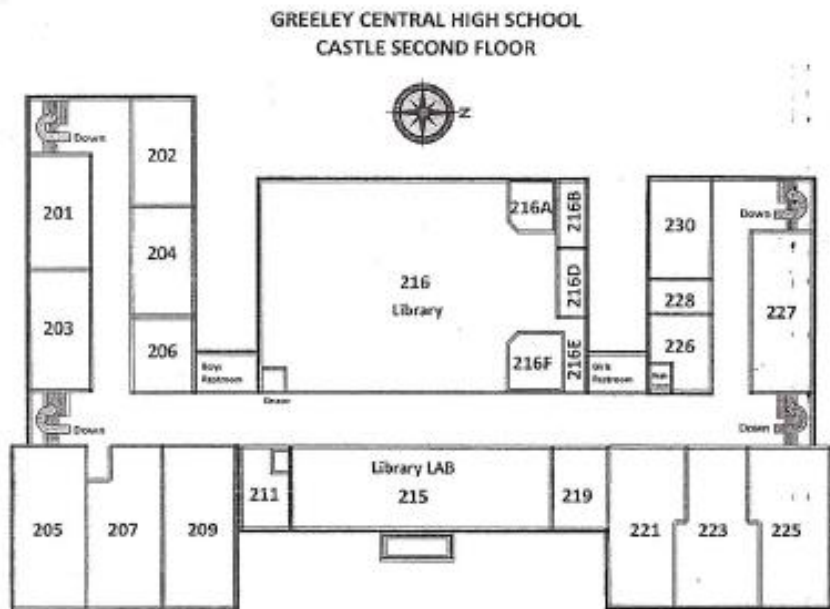 GREELEY CENTRAL HIGH SCHOOL
CASTLE SECOND FLOOR
N
Down
202
201
204
203
206
Boys
Restroom
216
Library
216A
216B
216D
216E
216F
Girls
Restroom
230
228
226
Down
227
Down
Down
205
207
209
211
Library LAB
215
219
221
223
225